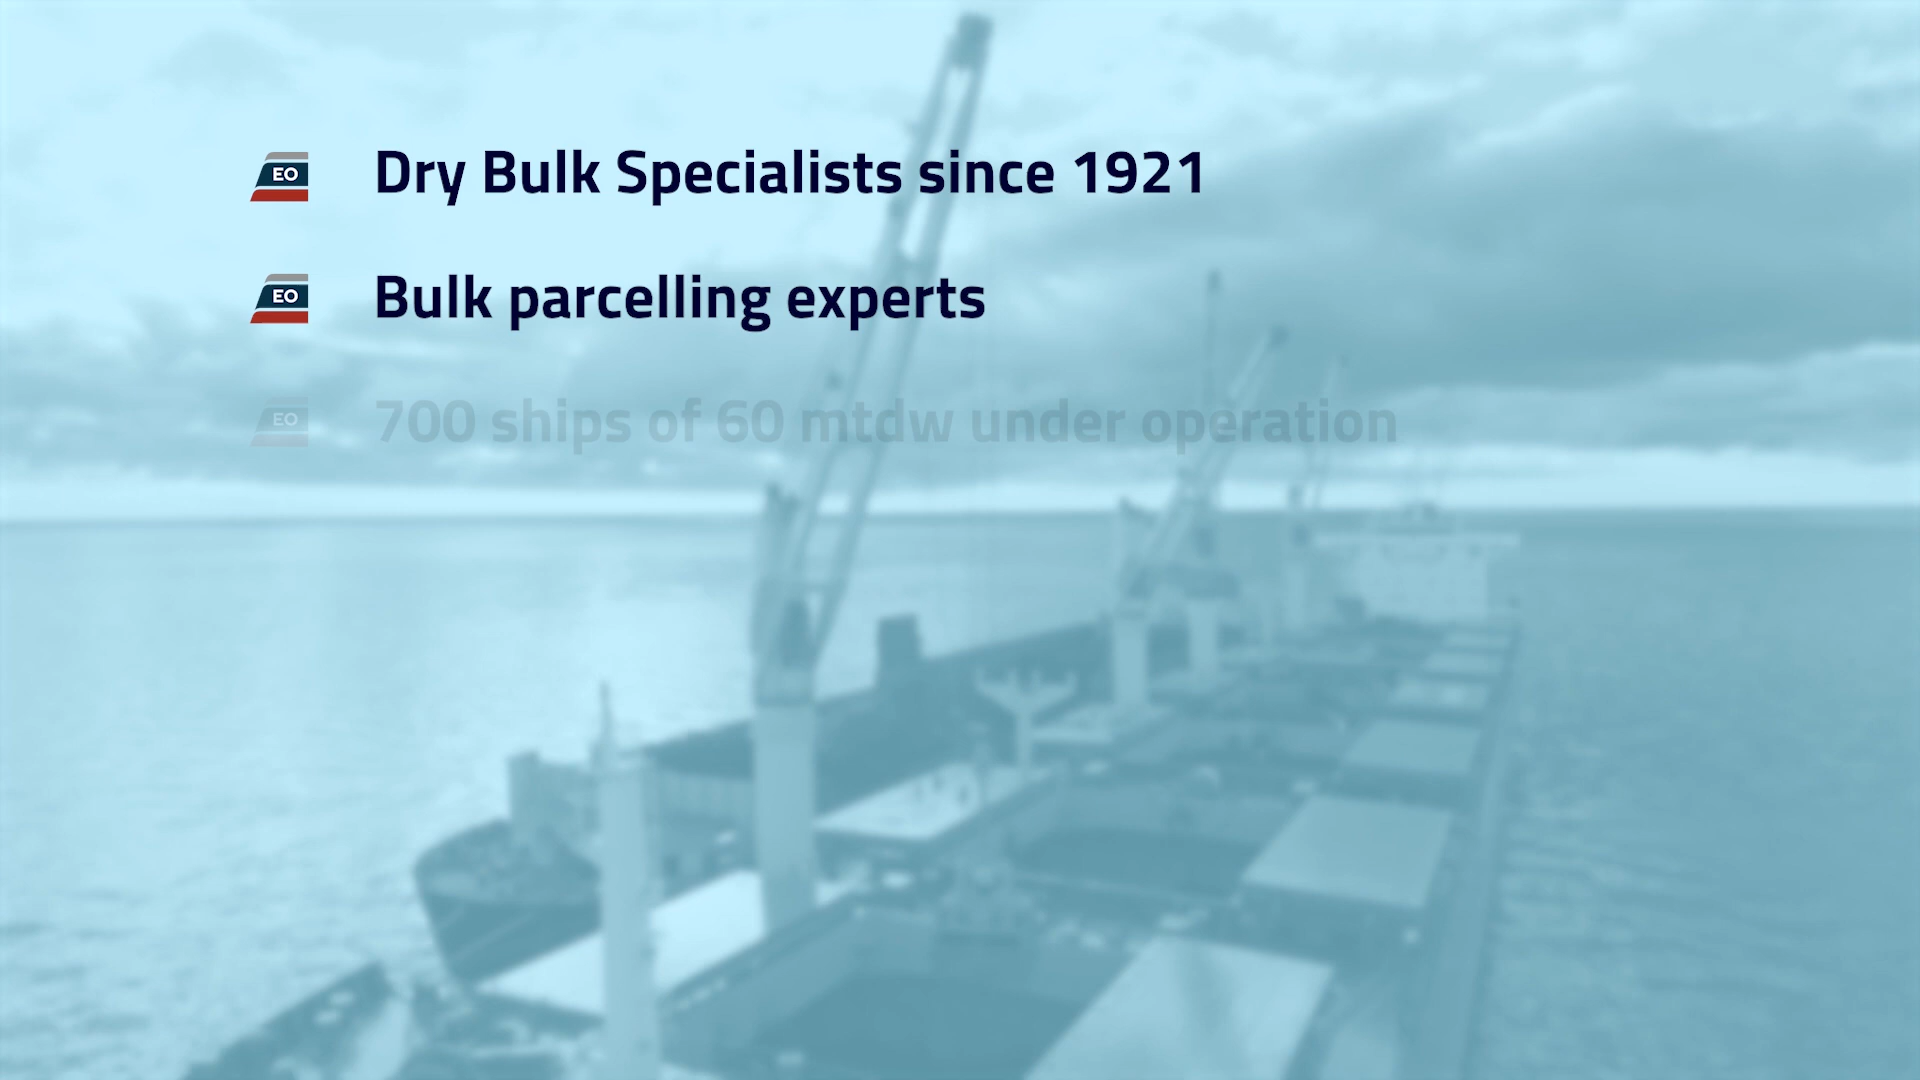 EO Dry Bulk Specialists since 1921
EO Bulk parcelling experts
EO 700 ships of 60 mtdw under operation